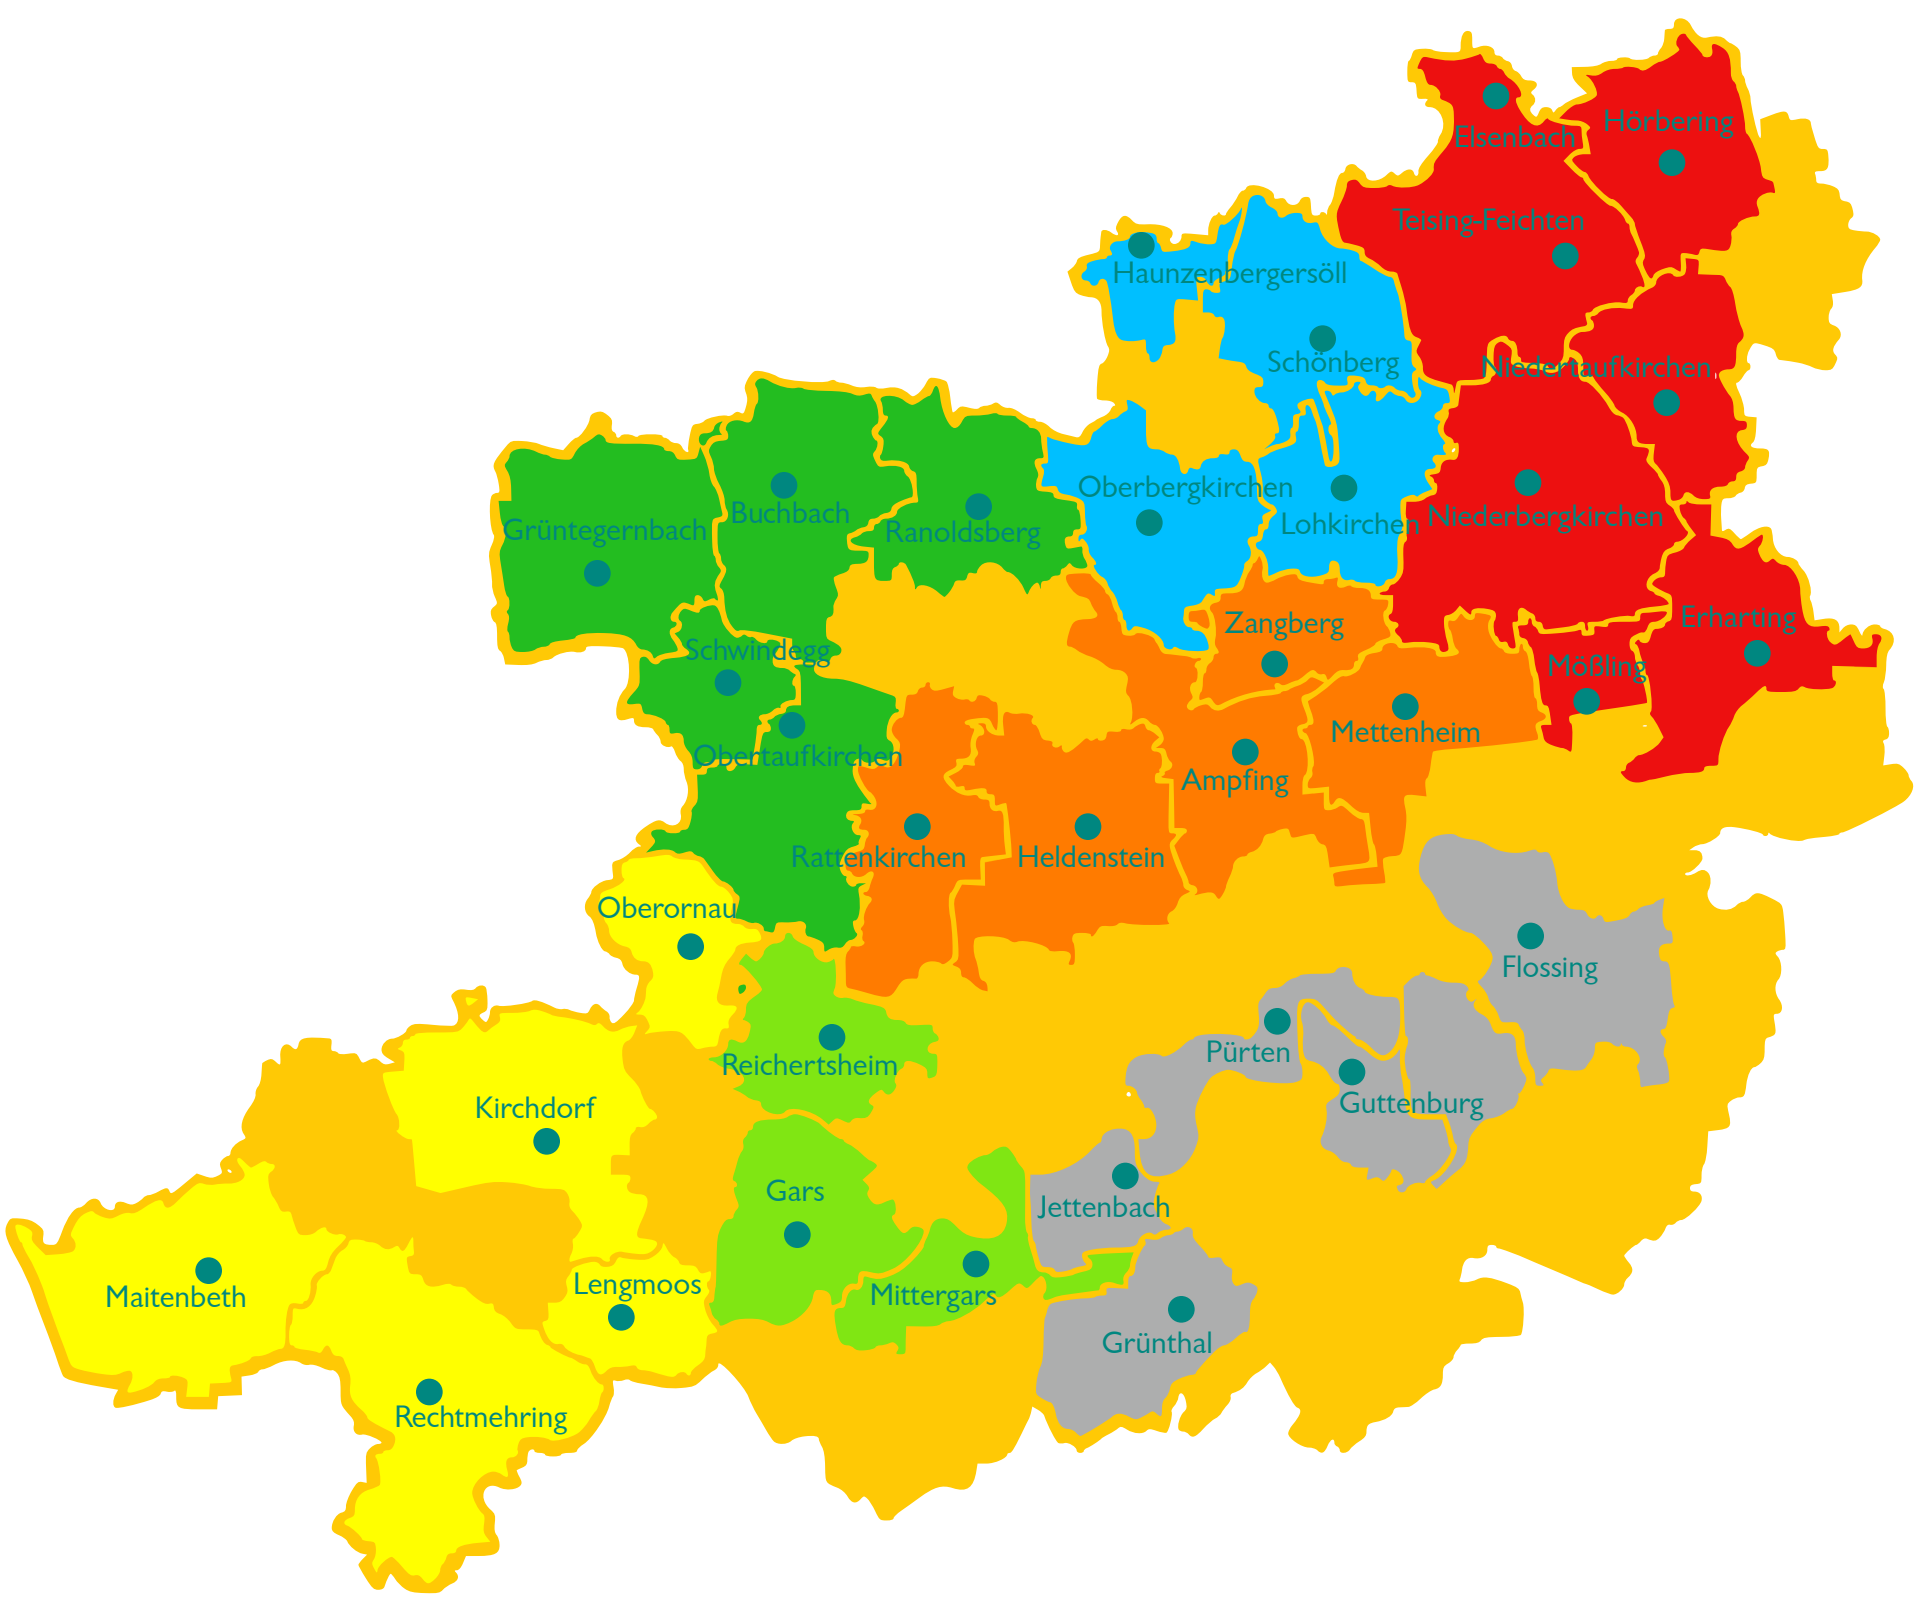 Hörbering
Elsenbach
Teising-Feichten
Haunzenbergersöll
Schönberg
Niedertaufkirchen
Oberbergkirchen
Buchbach
Niederbergkirchen
Lohkirchen
Grüntegernbach
Ranoldsberg
Erharting
Zangberg
Schwindegg
Mößling
Mettenheim
Obertaufkirchen
Ampfing
Rattenkirchen
Heldenstein
Oberornau
Flossing
Pürten
Reichertsheim
Guttenburg
Kirchdorf
Gars
Jettenbach
Lengmoos
Mittergars
Maitenbeth
Grünthal
Rechtmehring